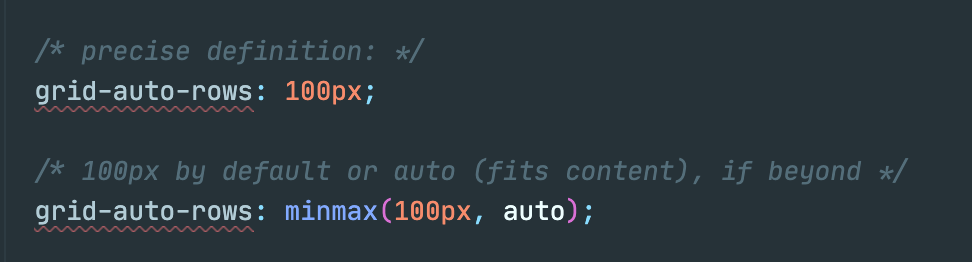 /* precise definition: */
grid-auto-rows: 100px;
/* 100px by default or auto (fits content), if beyond */
grid-auto-rows: minmax(100px, auto);